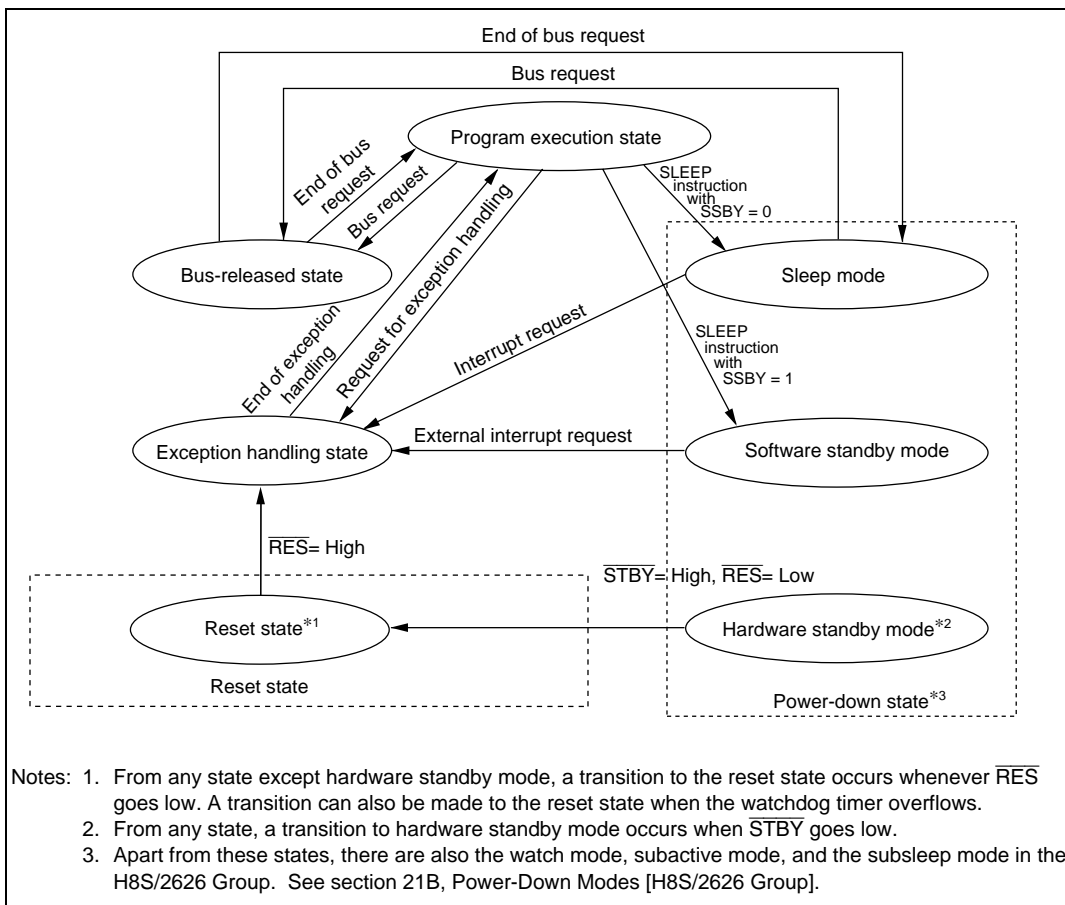 End of bus request
Bus request
Program execution state
End of bus
request
Bus request
SLEEP
instruction
with
SSBY = 0
Bus-released state
Sleep mode
End of exception
handling
Request for exception handling
Interrupt request
SLEEP
instruction
with
SSBY = 1
Exception handling state
External interrupt request
Software standby mode
RES= High
STBY= High, RES= Low
Reset state*1
Hardware standby mode*2
Reset state
Power-down state*3
Notes: 1. From any state except hardware standby mode, a transition to the reset state occurs whenever RES
goes low. A transition can also be made to the reset state when the watchdog timer overflows.
2. From any state, a transition to hardware standby mode occurs when STBY goes low.
3. Apart from these states, there are also the watch mode, subactive mode, and the subsleep mode in the
H8S/2626 Group. See section 21B, Power-Down Modes [H8S/2626 Group].